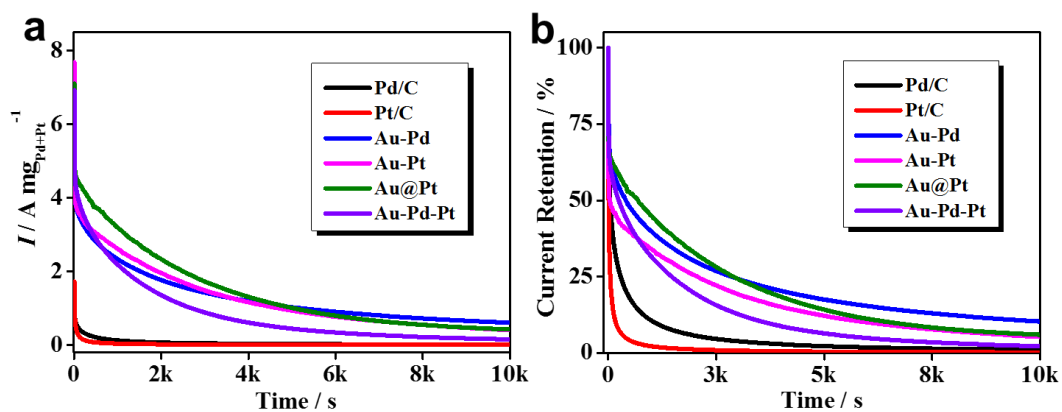 a
I / A mg Pd+Pt -1
8
6
4
2
0
0 2k 4k 6k 8k 10k
Time / s
Pd/C
Pt/C
Au-Pd
Au-Pt
Au@Pt
Au-Pd-Pt
b
Current Retention / %
100
75
50
25
0
0 3k 5k 8k 10k
Time / s
Pd/C
Pt/C
Au-Pd
Au-Pt
Au@Pt
Au-Pd-Pt